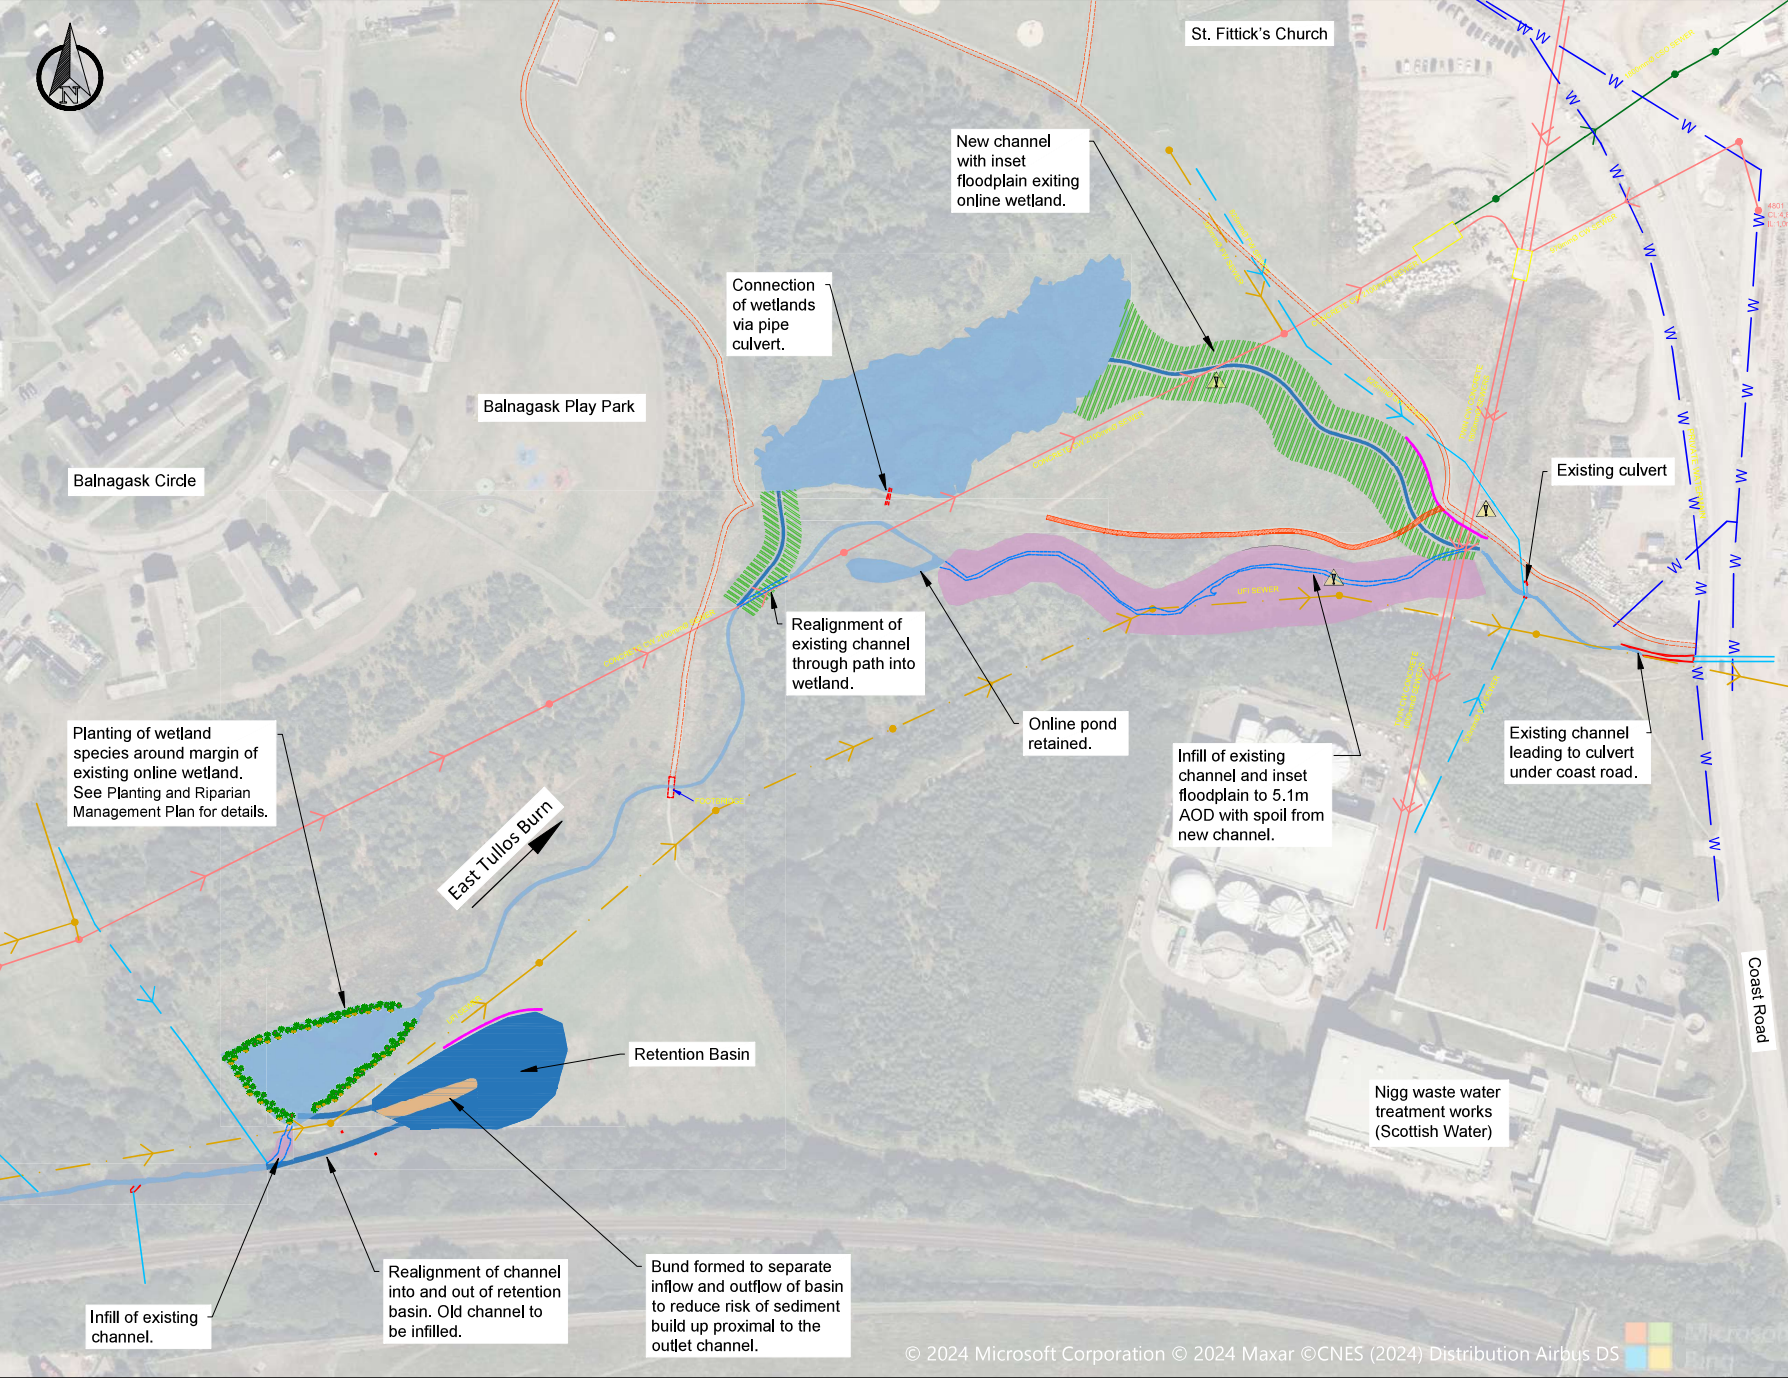 N
St. Fittick's Church
New channel
with inset
floodplain exiting
online wetland.
Connection
of wetlands
via pipe
culvert.
Balnagask Play Park
Balnagask Circle
Existing culvert
UFI SEWER
Realignment of
existing channel
through path into
wetland.
Online pond
retained.
Planting of wetland
species around margin of
existing online wetland.
See Planting and Riparian
Management Plan for details.
Infill of existing
channel and inset
floodplain to 5.1m
AOD with spoil from
new channel.
Existing channel
leading to culvert
under coast road.
East Tullos Burn
Coast Road
Retention Basin
Nigg waste water
treatment works
(Scottish Water)
Infill of existing
channel.
Realignment of channel
into and out of retention
basin. Old channel to
be infilled.
Bund formed to separate
inflow and outflow of basin
to reduce risk of sediment
build up proximal to the
outlet channel.
© 2024 Microsoft Corporation © 2024 Maxar ©CNES (2024) Distribution Airbus DS
Microsoft
Bing